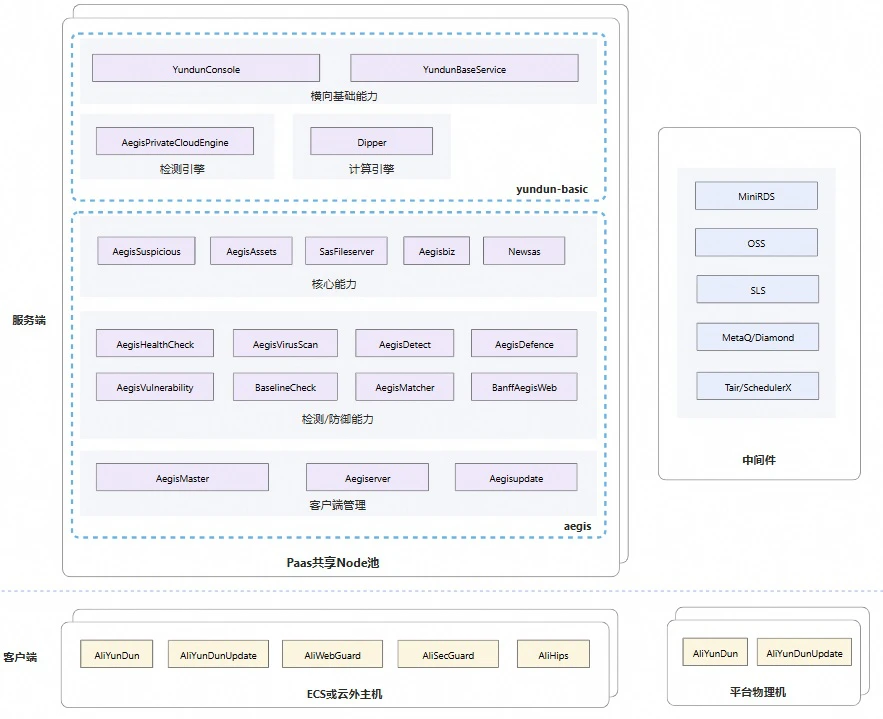 YundunConsole
YundunBaseService
横向基础能力
AegisPrivateCloudEngine
Dipper
检测引擎
计算引擎
yundun-basic
AegisSuspicious
AegisAssets
SasFileserver
Aegisbiz
Newsas
核心能力
服务端
AegisHealthCheck
AegisVirusScan
AegisDetect
AegisDefence
AegisVulnerability
BaselineCheck
AegisMatcher
BanffAegisWeb
检测/防御能力
AegisMaster
Aegiserver
Aegisupdate
客户端管理
aegis
Paas共享Node池
MiniRDS
OSS
SLS
MetaQ/Diamond
Tair/SchedulerX
中间件
客户端
AliYunDun
AliYunDunUpdate
AliWebGuard
AliSecGuard
AliHips
ECS或云外主机
AliYunDun
AliYunDunUpdate
平台物理机